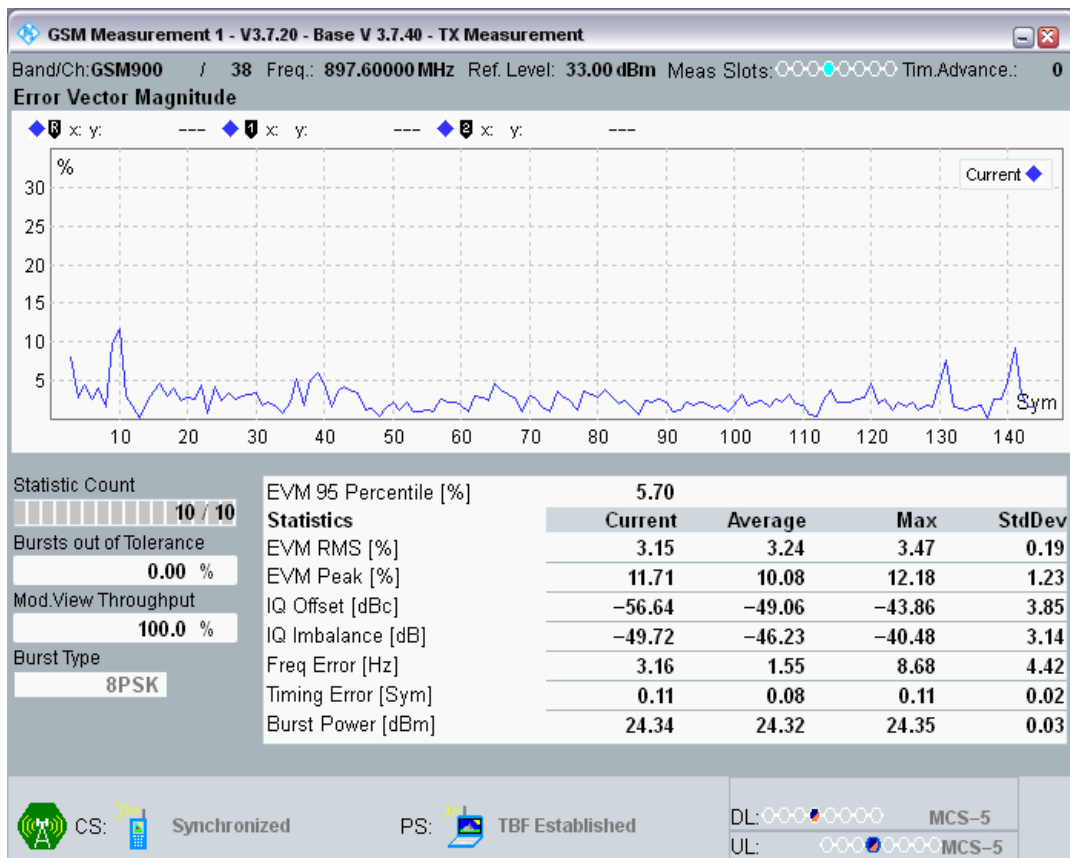 GSM Measurement 1 - V3.7.20 - Base V 3.7.40 - TX Measurement
Band/Ch:GSM900 / 38 Freq.: 897.60000 MHz Ref. Level: 33.00 dBm Meas Slots: Tim.Advance.: 0
Error Vector Magnitude
R x: y: --- 1 x: y: --- 2 x: y: ---
%
Current
30
25
20
15
10
5
Sym
10 20 30 40 50 60 70 80 90 100 110 120 130 140
Statistic Count
10 / 10
Bursts out of Tolerance
0.00 %
Mod.View Throughput
100.0 %
Burst Type
8PSK
EVM 95 Percentile [%] 5.70
Statistics Current Average Max StdDev
EVM RMS [%] 3.15 3.24 3.47 0.19
EVM Peak [%] 11.71 10.08 12.18 1.23
IQ Offset [dBc] −56.64 −49.06 −43.86 3.85
IQ Imbalance [dB] −49.72 −46.23 −40.48 3.14
Freq Error [Hz] 3.16 1.55 8.68 4.42
Timing Error [Sym] 0.11 0.08 0.11 0.02
Burst Power [dBm] 24.34 24.32 24.35 0.03
CS: Synchronized PS: TBF Established
DL: MCS−5
UL: MCS−5